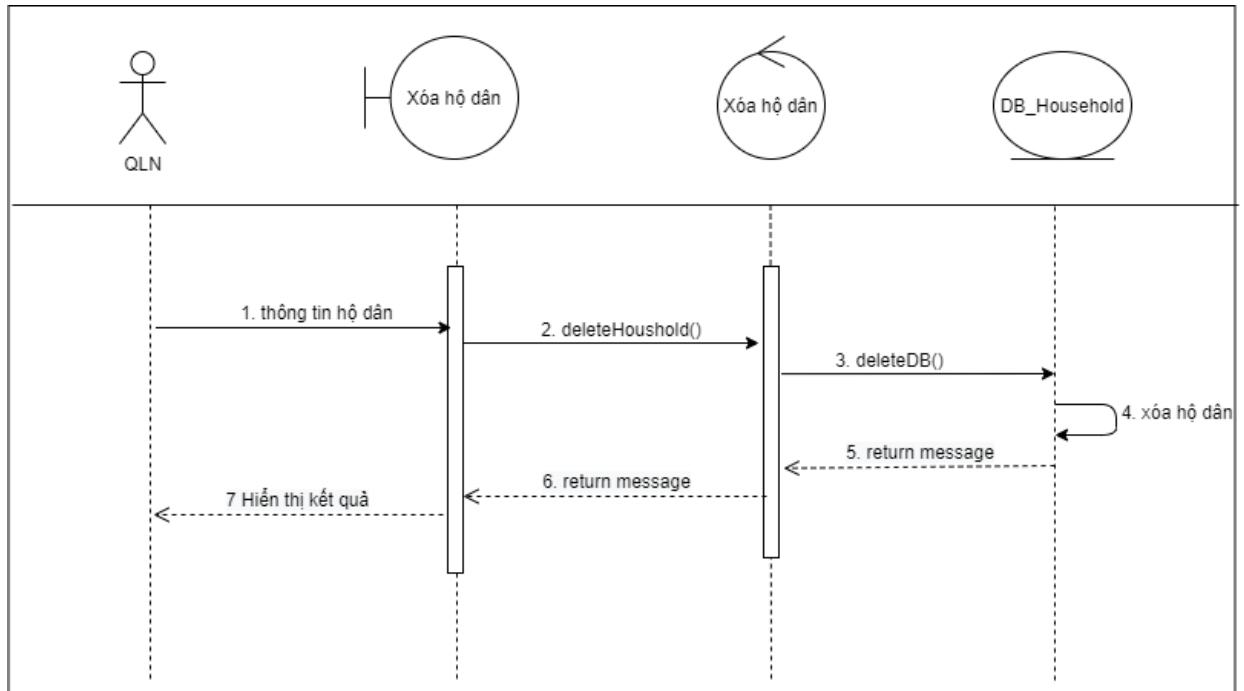 Xóa hộ dân
Xóa hộ dân
DB_Household
QLN
1. thông tin hộ dân
2. deleteHoushold()
3. deleteDB()
4. xóa hộ dân
5. return message
6. return message
7 Hiển thị kết quả